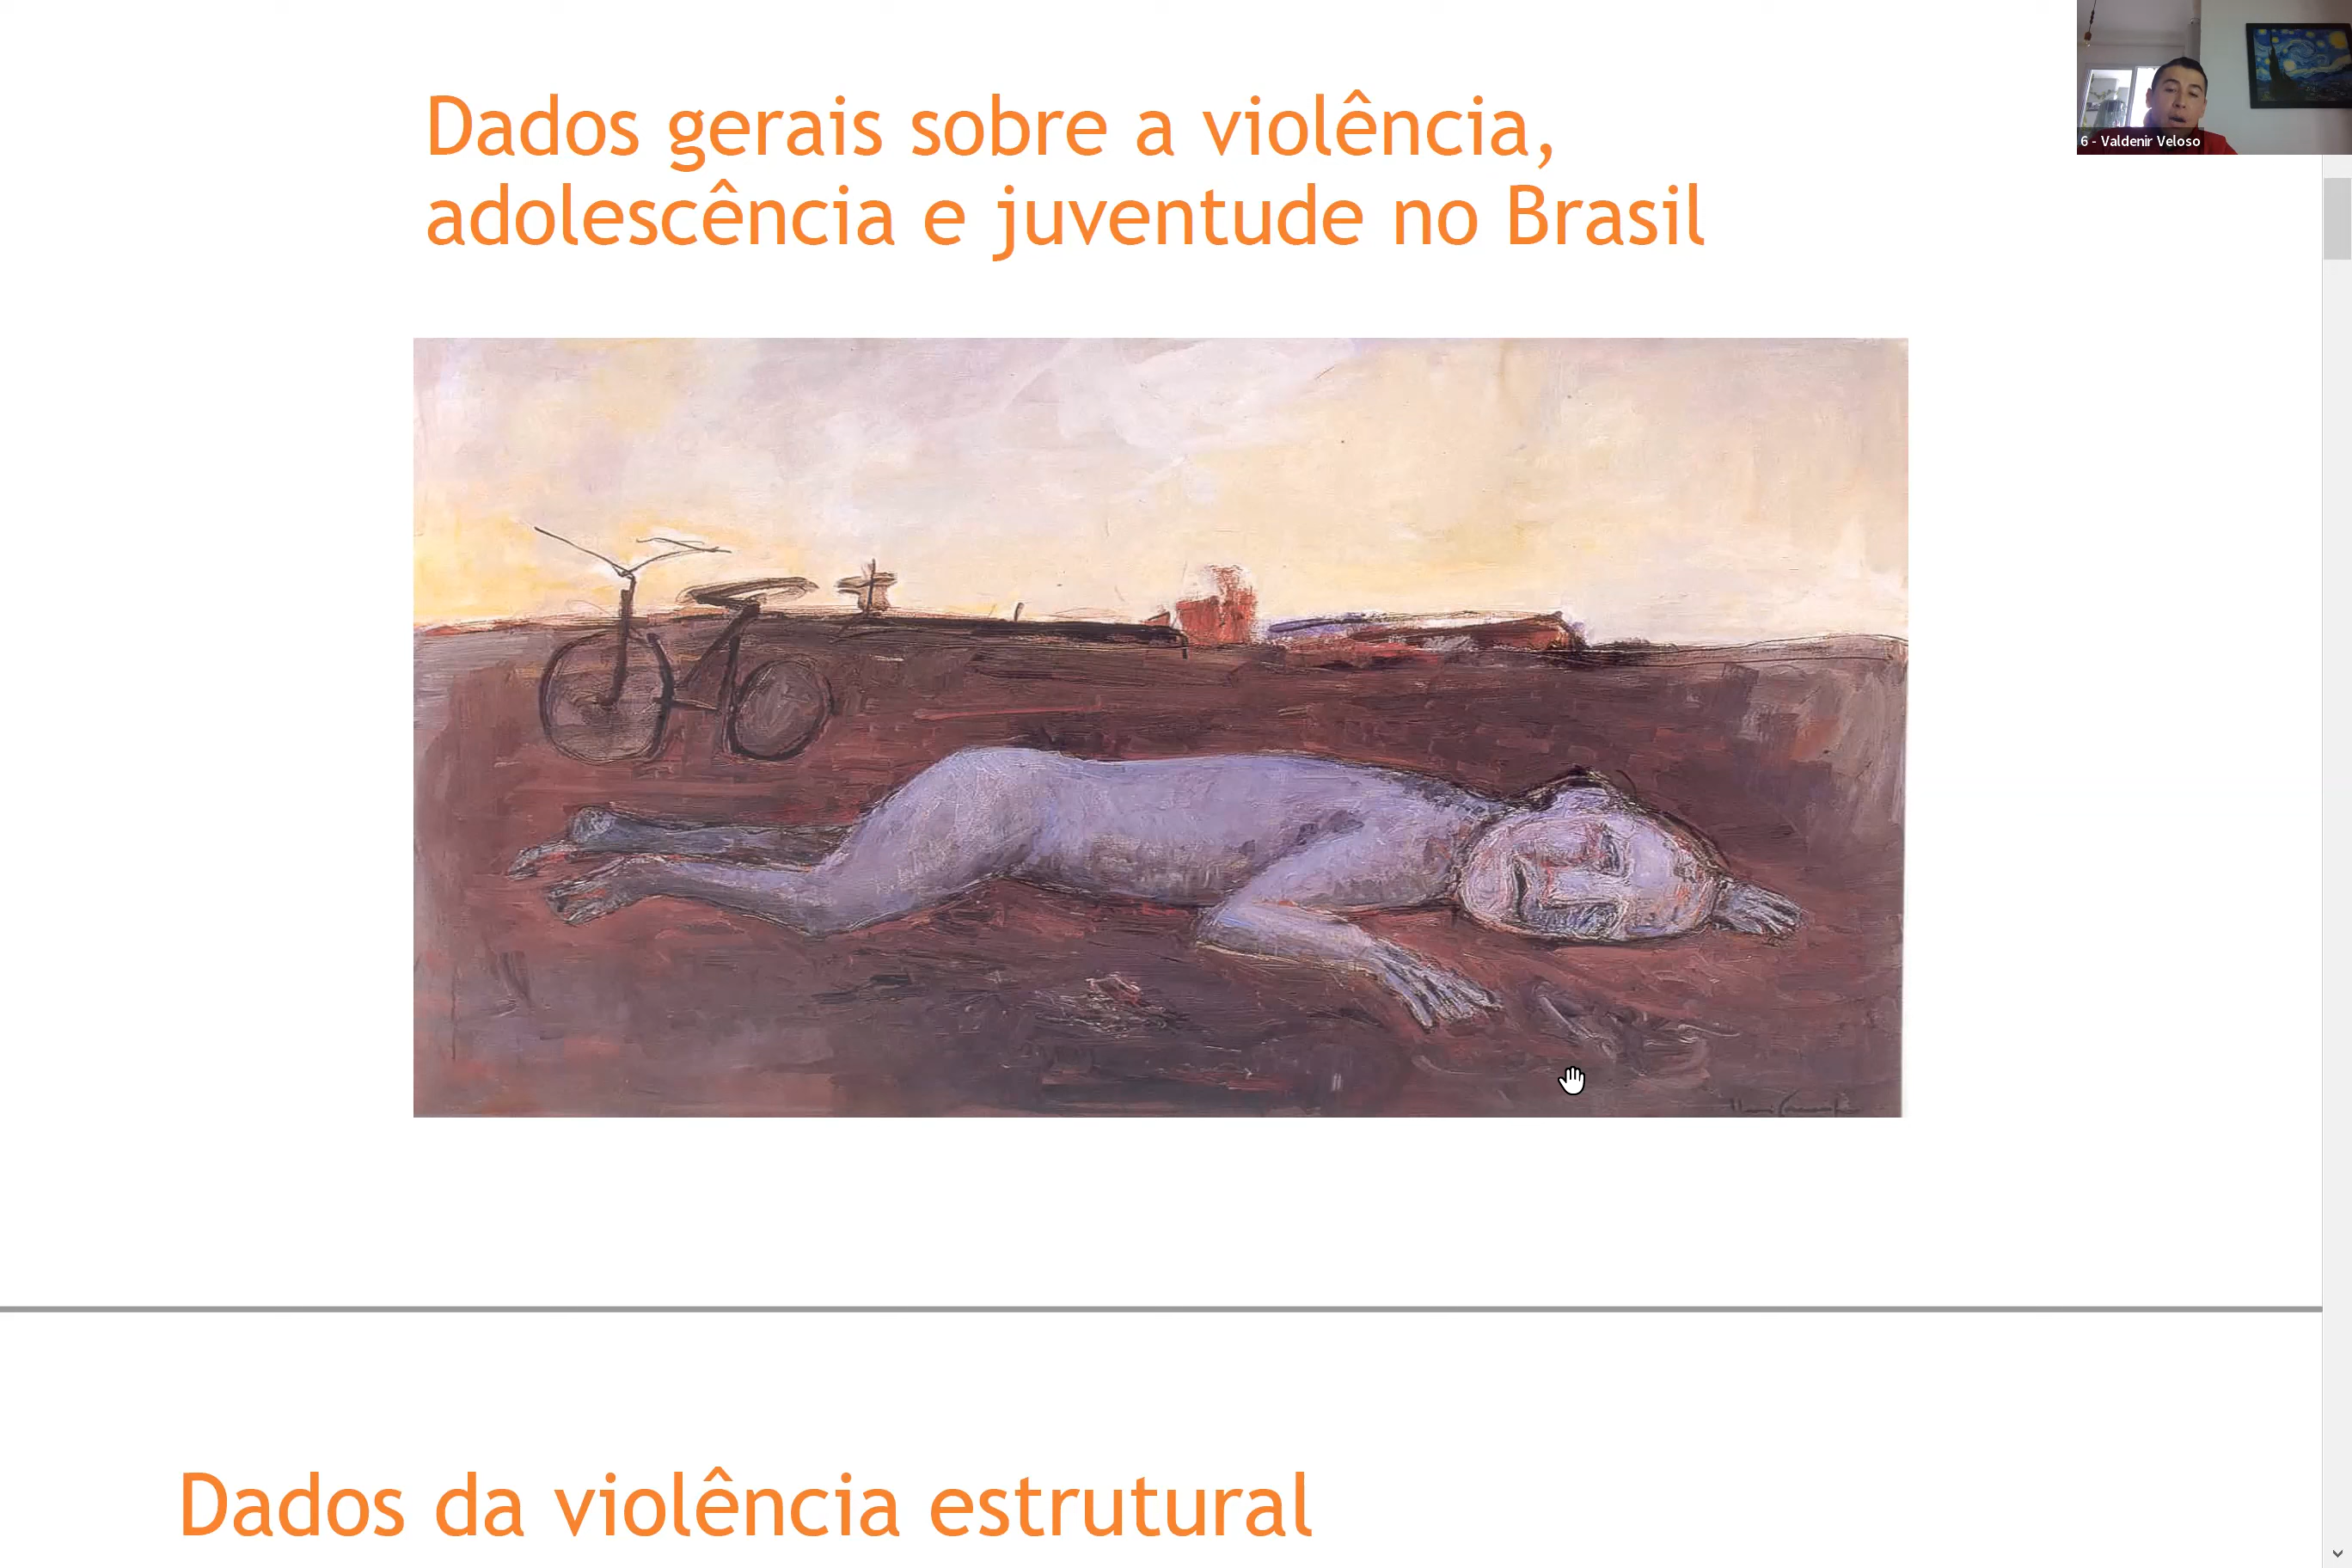 Dados gerais sobre a violência,
adolescência e juventude no Brasil
6 - Valdenir Veloso
Dados da violência estrutural